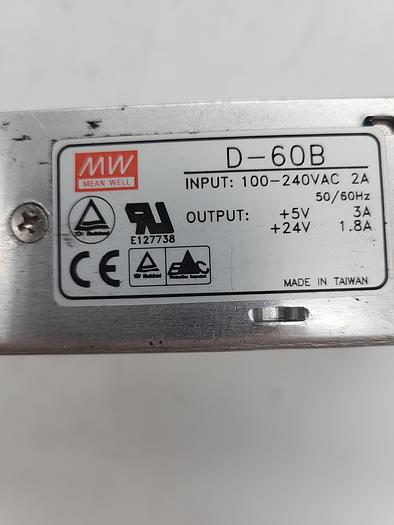 MW
MEAN WELL
D-60B
INPUT: 100-240VAC 2A
50/60Hz
OUTPUT: +5V 3A
+24V 1.8A
E127738
CE
MADE IN TAIWAN